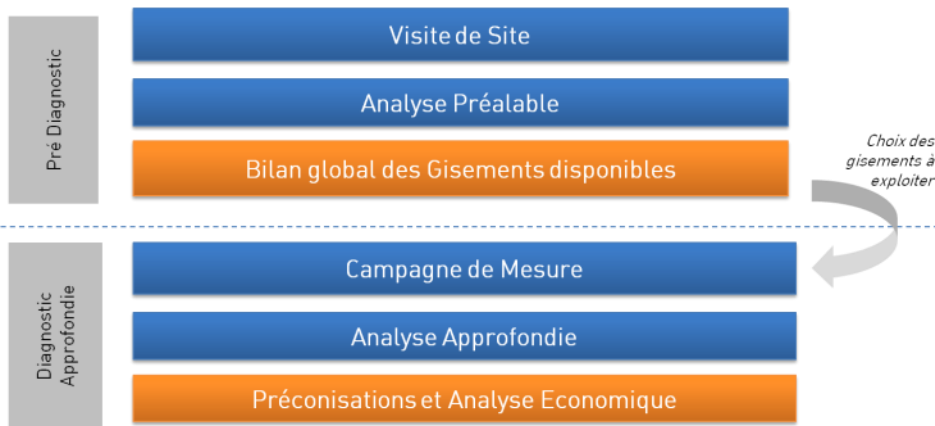 Pré Diagnostic
Visite de Site
Analyse Préalable
Bilan global des Gisements disponibles
Choix des
gisements à
exploiter
Diagnostic
Approfondie
Campagne de Mesure
Analyse Approfondie
Préconisations et Analyse Economique